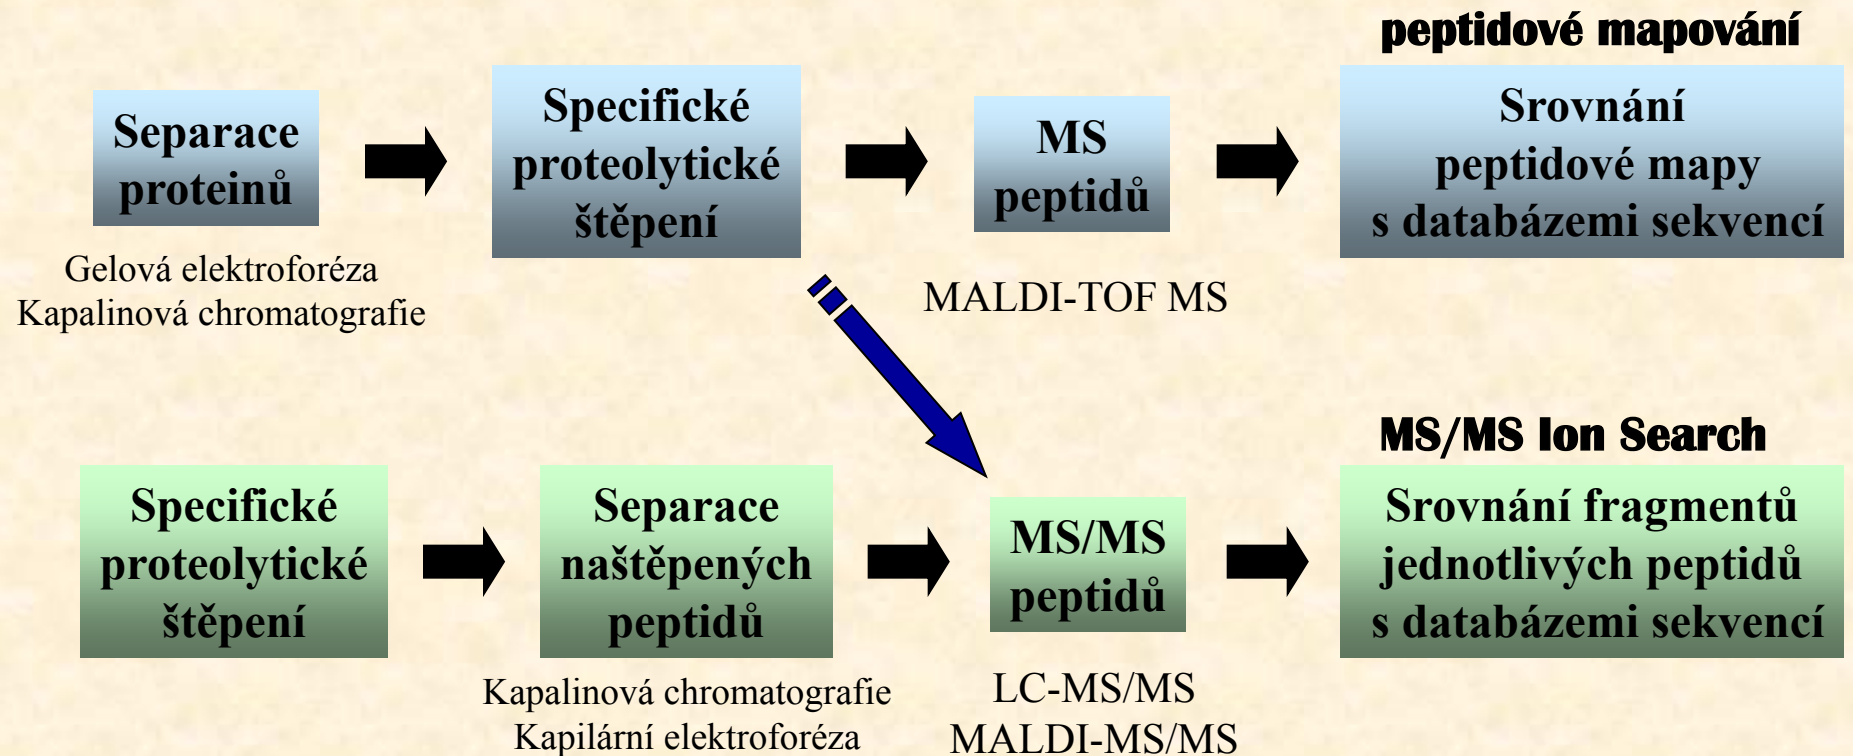 peptidové mapování
Separace
proteinů
Gelová elektroforéza
Kapalinová chromatografie
Specifické
proteolytické
štěpení
MS
peptidů
MALDI-TOF MS
Srovnání
peptidové mapy
s databázemi sekvencí
MS/MS Ion Search
Specifické
proteolytické
štěpení
Separace
naštěpených
peptidů
Kapalinová chromatografie
Kapilární elektroforéza
MS/MS
peptidů
LC-MS/MS
MALDI-MS/MS
Srovnání fragmentů
jednotlivých peptidů
s databázemi sekvencí